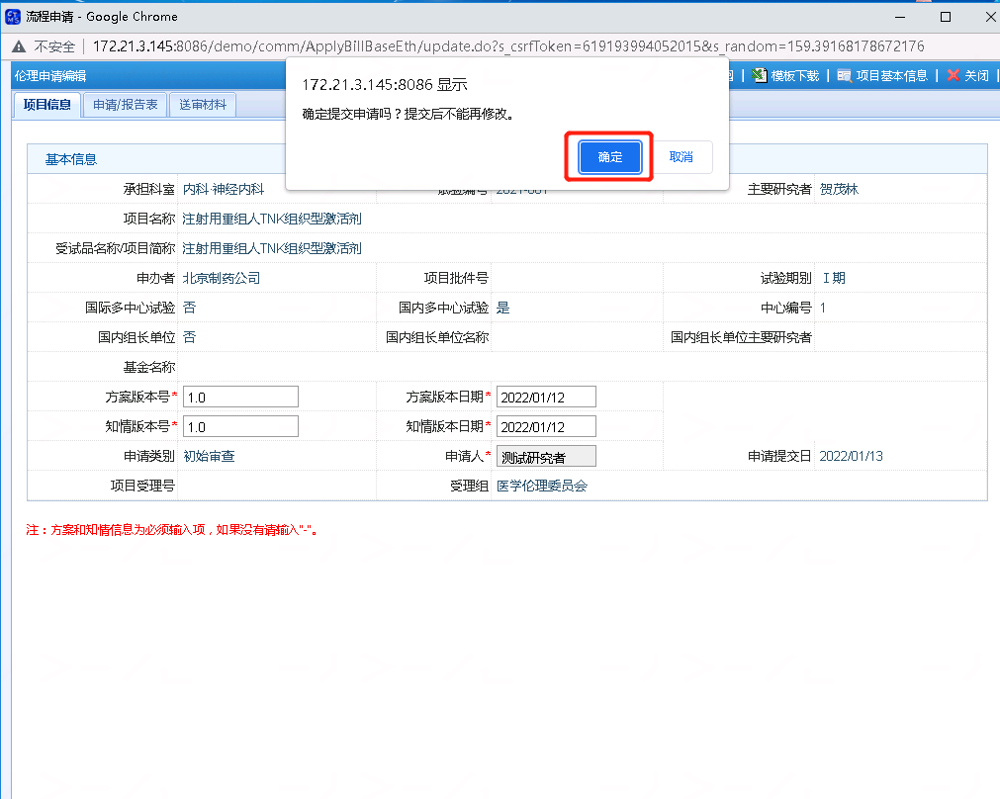 流程申请 - Google Chrome
不安全 172.21.3.145:8086/demo/comm/ApplyBillBaseEth/update.do?s_csrfToken=619193994052015&s_random=159.39168178672176
伦理申请编辑 | 模板下载 | 项目基本信息 | 关闭 |
172.21.3.145:8086 显示
确定提交申请吗？提交后不能再修改。
确定 取消
项目信息 申请/报告表 送审材料
基本信息
承担科室 内科·神经内科 试验编号 2021-001 主要研究者 贺茂林
项目名称 注射用重组人TNK组织型激活剂
受试品名称/项目简称 注射用重组人TNK组织型激活剂
申办者 北京制药公司 项目批件号 试验期别 Ⅰ期
国际多中心试验 否 国内多中心试验 是 中心编号 1
国内组长单位 否 国内组长单位名称 国内组长单位主要研究者
基金名称
方案版本号* 1.0 方案版本日期* 2022/01/12
知情版本号* 1.0 知情版本日期* 2022/01/12
申请类别 初始审查 申请人* 测试研究者 申请提交日 2022/01/13
项目受理号 受理组 医学伦理委员会
注：方案和知情信息为必须输入项，如果没有请输入"-"。